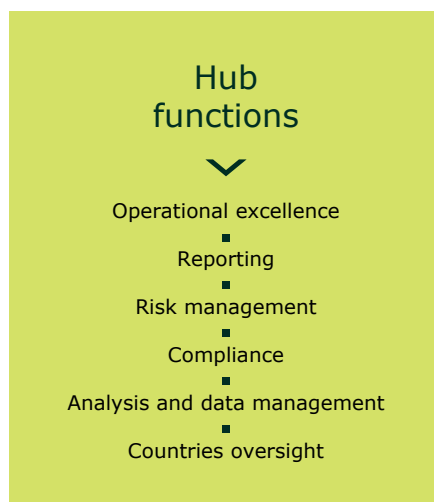 Hub
functions
Operational excellence
Reporting
Risk management
Compliance
Analysis and data management
Countries oversight